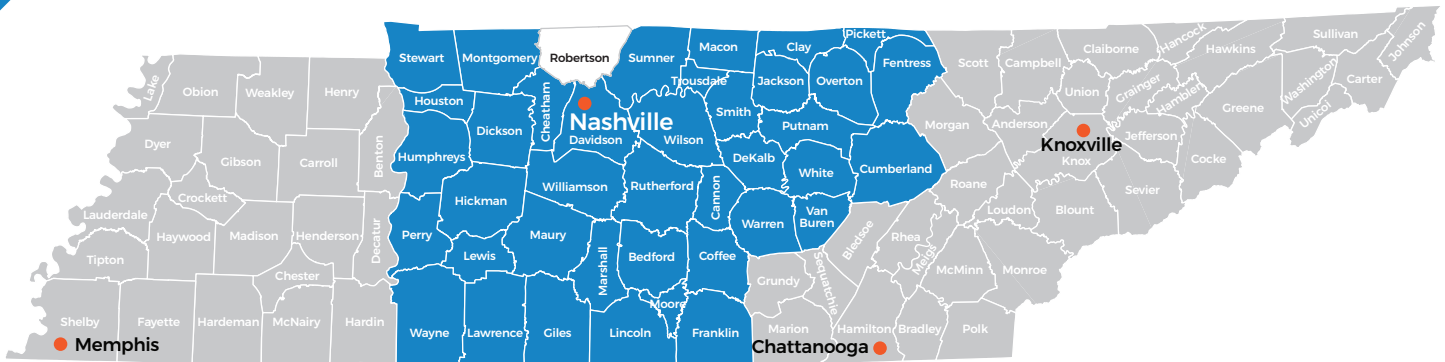 Lake
Obion
Weakley
Henry
Stewart
Montgomery
Robertson
Sumner
Macon
Clay
Pickett
Fentress
Scott
Campbell
Claiborne
Hancock
Hawkins
Sullivan
Johnson
Trousdale
Jackson
Overton
Union
Grainger
Hamblen
Washington
Carter
Houston
Cheatham
Smith
Greene
Unicoi
Dyer
Gibson
Carroll
Benton
Humphreys
Dickson
Nashville
Davidson
Wilson
Putnam
Morgan
Anderson
Knoxville
Knox
Jefferson
Cocke
Crockett
DeKalb
White
Cumberland
Roane
Sevier
Lauderdale
Haywood
Madison
Henderson
Decatur
Perry
Hickman
Williamson
Rutherford
Cannon
Warren
Van
Buren
Bledsoe
Rhea
Meigs
Loudon
Blount
Tipton
Chester
Lewis
Maury
Marshall
Bedford
Coffee
Grundy
Sequatchie
McMinn
Monroe
Shelby
Fayette
Hardeman
McNairy
Hardin
Wayne
Lawrence
Giles
Lincoln
Moore
Franklin
Marion
Hamilton
Bradley
Polk
Memphis
Chattanooga